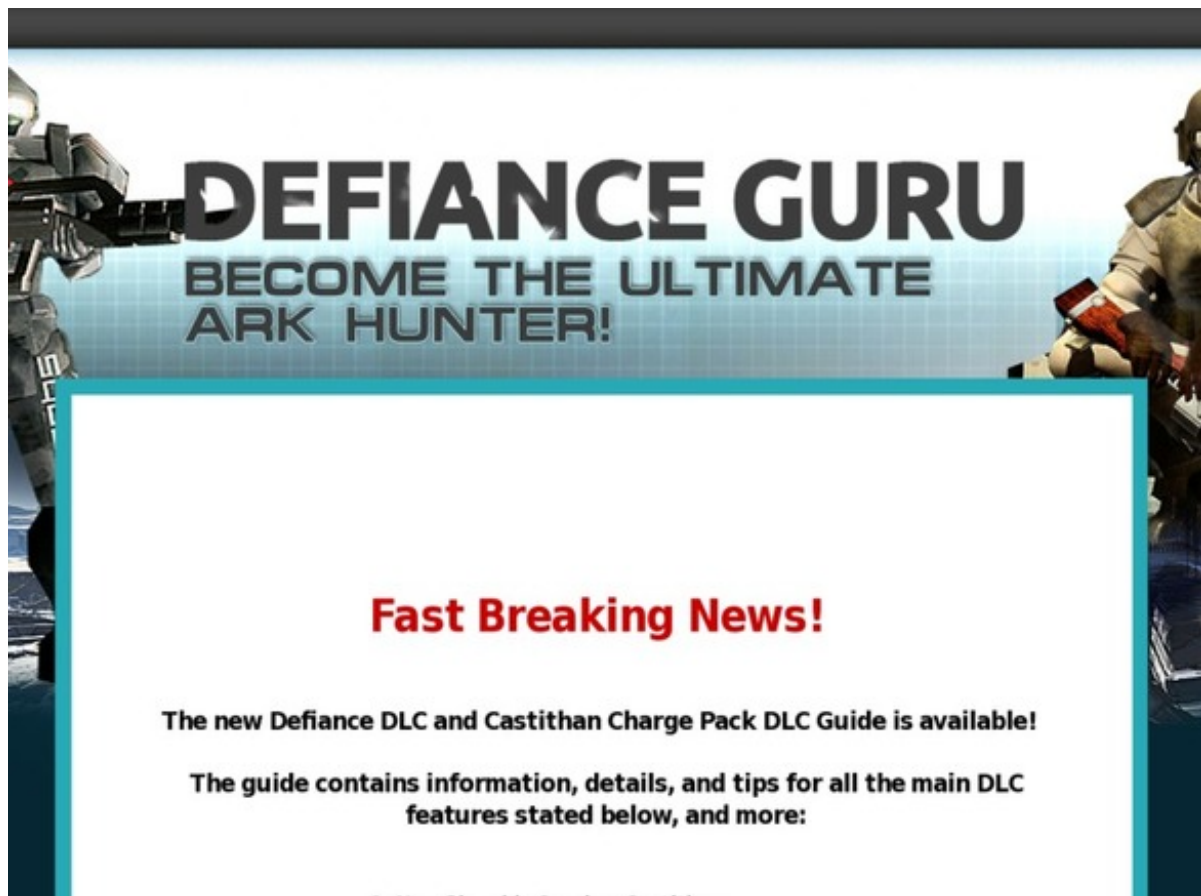 DEFIANCE GURU
BECOME THE ULTIMATE
ARK HUNTER!
Fast Breaking News!
The new Defiance DLC and Castithan Charge Pack DLC Guide is available!
The guide contains information, details, and tips for all the main DLC
features stated below, and more: